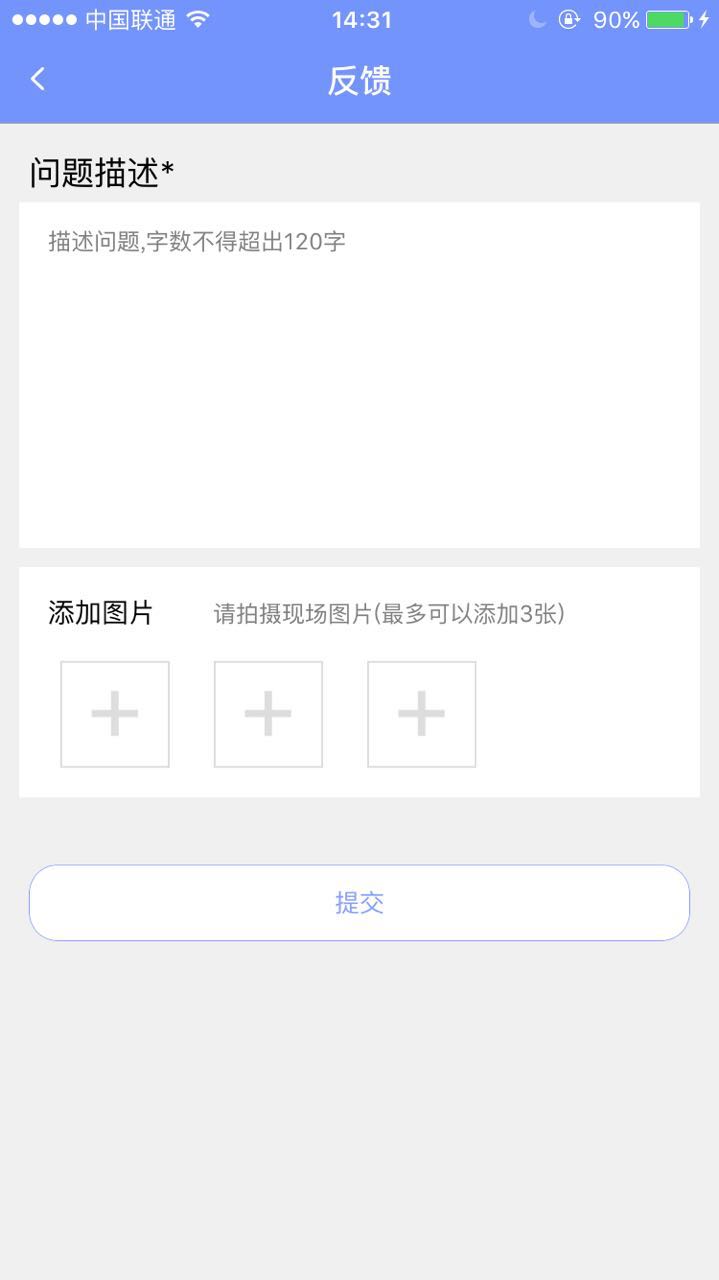 中国联通 14:31 90%
反馈
问题描述*
描述问题,字数不得超出120字
添加图片 请拍摄现场图片(最多可以添加3张)
提交